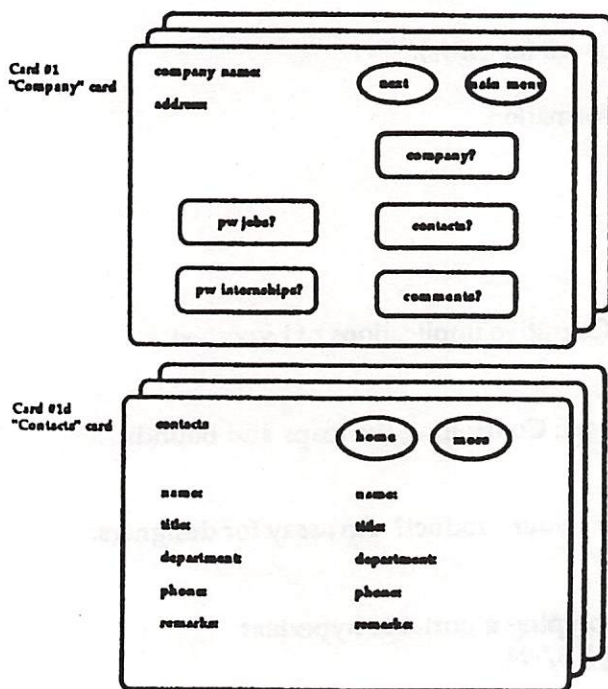 Card #1
"Company" card
company name:
address:
next
main menu
company?
pw jobs?
contacts?
pw internships?
comments?
Card #1d
"Contacts" card
contacts
home
more
name:
name:
title:
title:
department:
department:
phone:
phone:
remarks:
remarks: